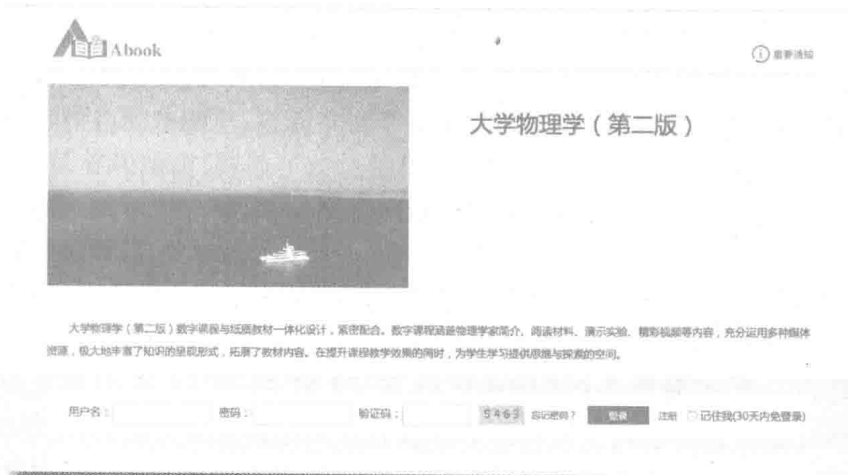 Abook
重要通知
大学物理学（第二版）
大学物理学（第二版）数字课程与纸质教材一体化设计，紧密配合。数字课程涵盖物理学家简介、阅读材料、演示实验、精彩视频等内容，充分运用多种媒体
资源，极大地丰富了知识的呈现形式，拓展了教材内容。在提升课程教学效果的同时，为学生学习提供思维与探索的空间。
用户名： 密码： 验证码： 5463 忘记密码？ 登录 注册 记住我(30天内免登录)